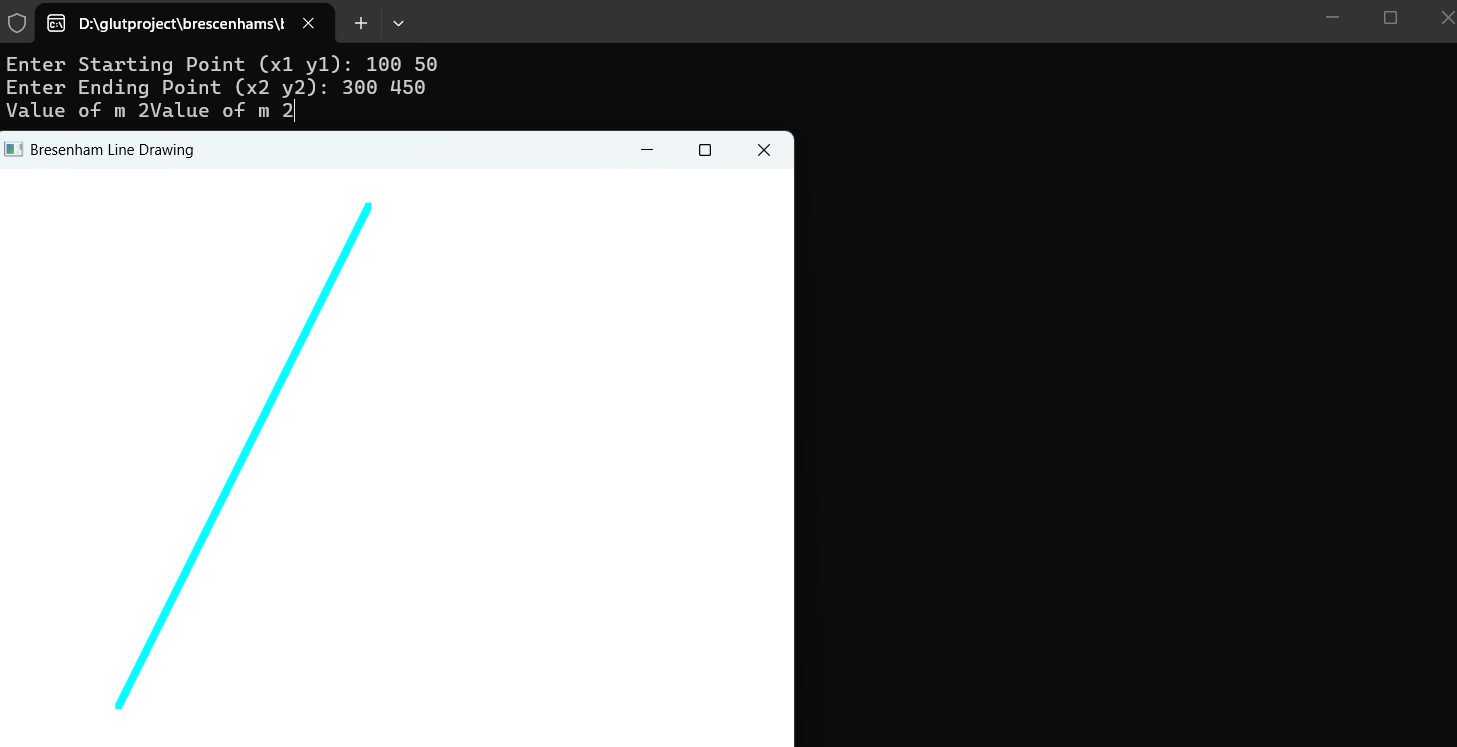 D:\glutproject\brescenhams\b
Enter Starting Point (x1 y1): 100 50
Enter Ending Point (x2 y2): 300 450
Value of m 2Value of m 2
Bresenham Line Drawing